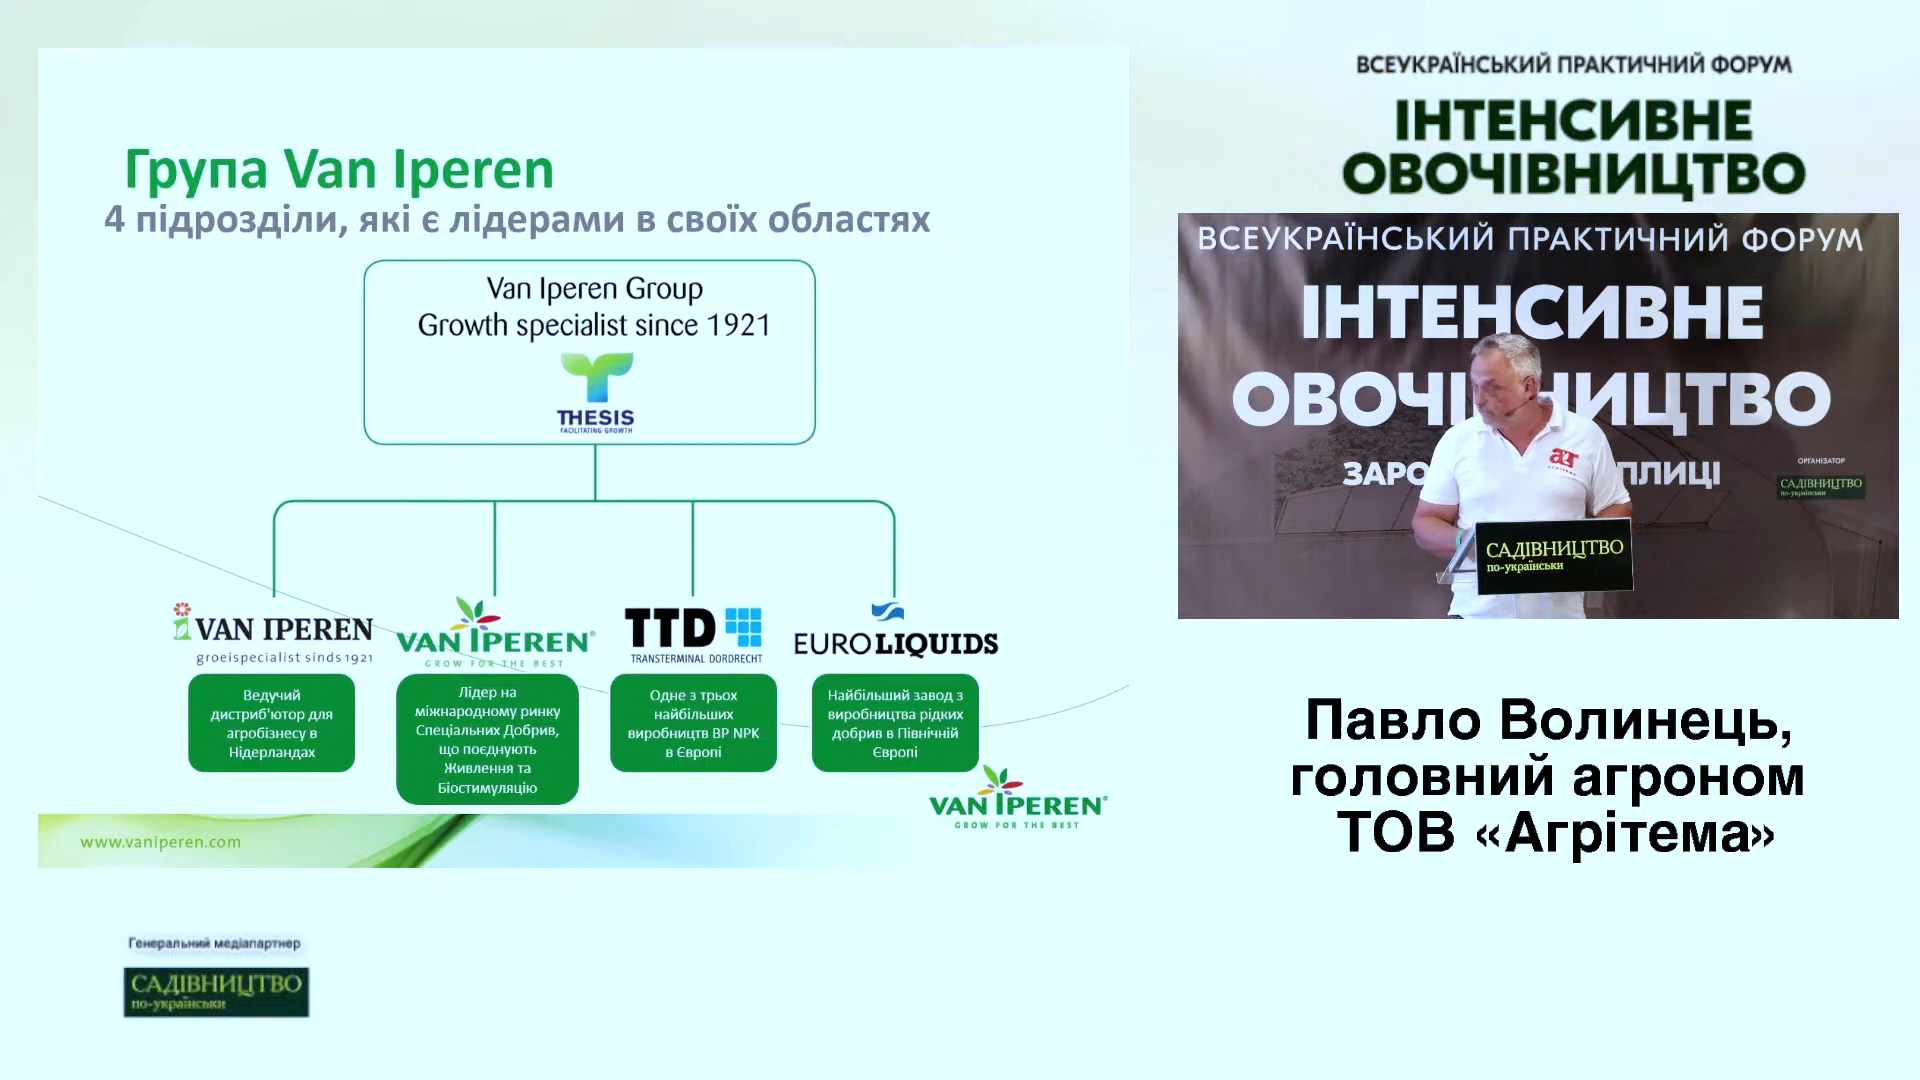 Група Van Iperen
4 підрозділи, які є лідерами в своїх областях
Van Iperen Group
Growth specialist since 1921
THESIS
FACILITATING GROWTH
VAN IPEREN
groeispecialist sinds 1921
VAN IPEREN®
GROW FOR THE BEST
TTD
TRANSTERMINAL DORDRECHT
EUROLIQUIDS
Ведучий
дистриб'ютор для
агробізнесу в
Нідерландах
Лідер на
міжнародному ринку
Спеціальних Добрив,
що поєднують
Живлення та
Біостимуляцію
Одне з трьох
найбільших
виробництв ВР NPK
в Європі
Найбільший завод з
виробництва рідких
добрив в Північній
Європі
VAN IPEREN®
GROW FOR THE BEST
www.vaniperen.com
Генеральний медіапартнер
САДІВНИЦТВО
по-українськи
ВСЕУКРАЇНСЬКИЙ ПРАКТИЧНИЙ ФОРУМ
ІНТЕНСИВНЕ
ОВОЧІВНИЦТВО
ВСЕУКРАЇНСЬКИЙ ПРАКТИЧНИЙ ФОРУМ
ІНТЕНСИВНЕ
ОВОЧІ НИЦТВО
ЗАРО ПЛИЦІ
ОРГАНІЗАТОР
САДІВНИЦТВО
по-українськи
АГРІТЕМА
САДІВНИЦТВО
по-українськи
Павло Волинець,
головний агроном
ТОВ «Агрітема»